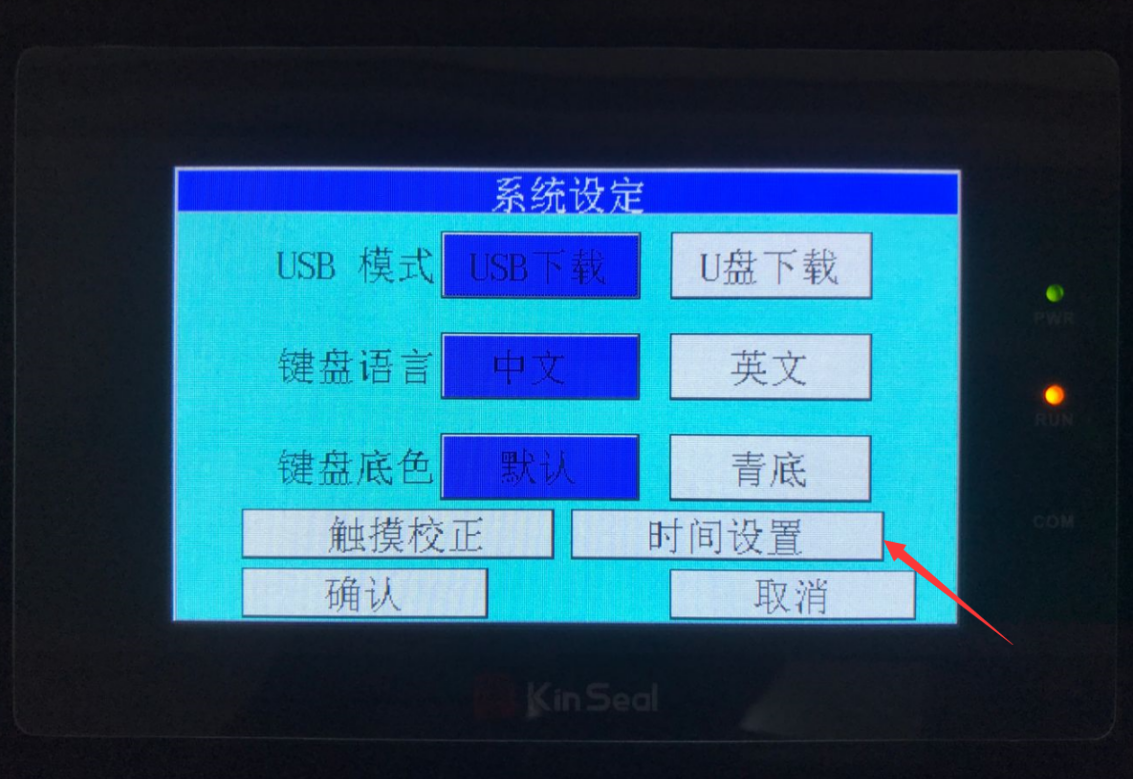 系统设定
USB 模式 USB下载 U盘下载
PWR
键盘语言 中文 英文
RUN
键盘底色 默认 青底
触摸校正 时间设置 COM
确认 取消
KinSeal